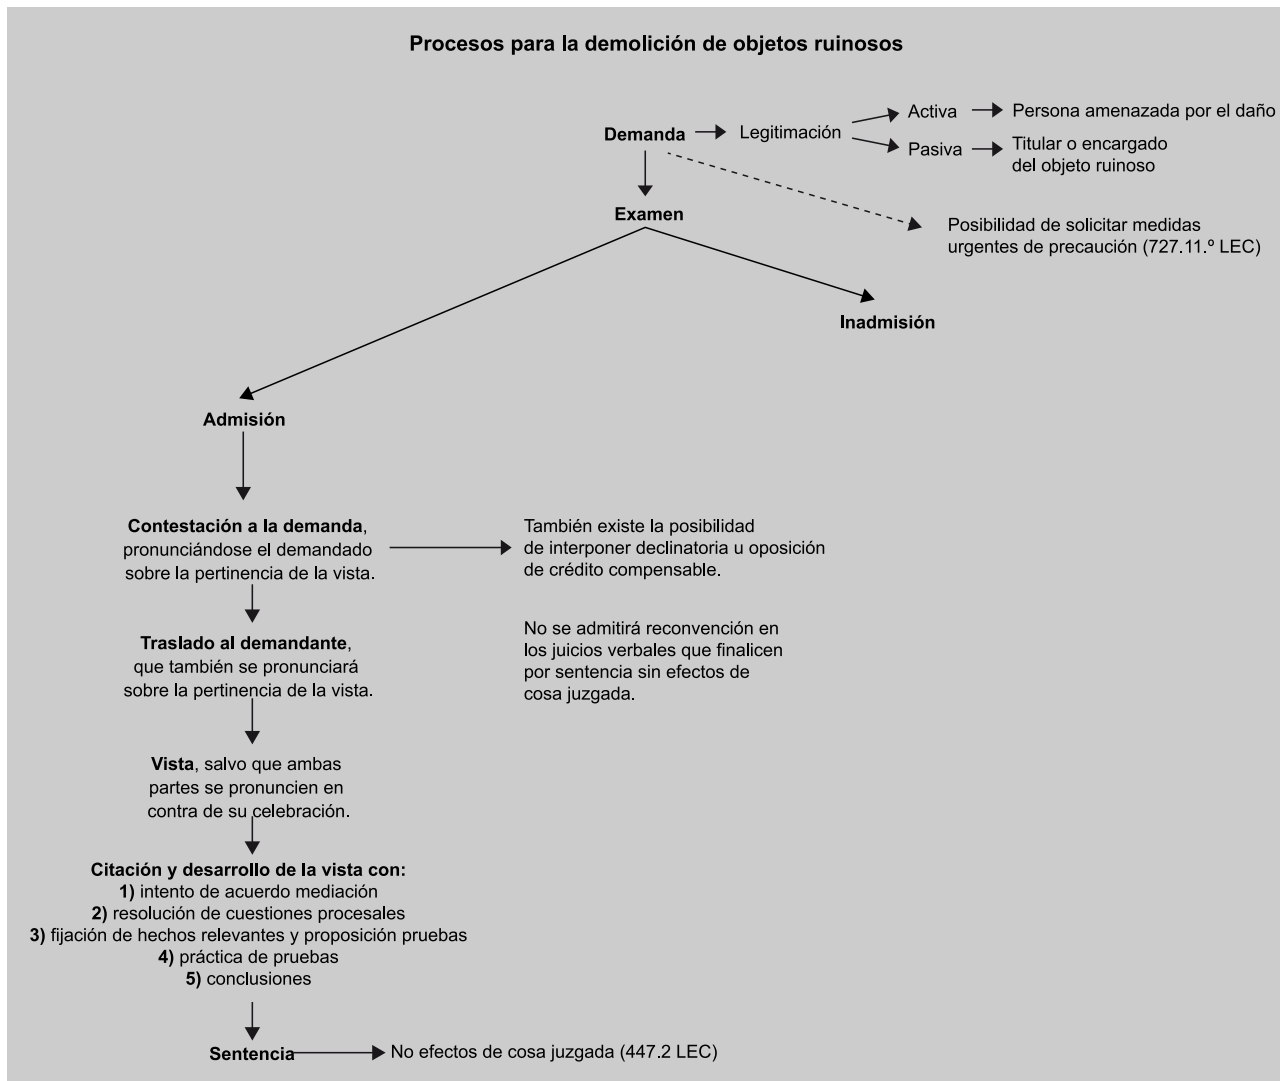 Procesos para la demolición de objetos ruinosos
Demanda
Legitimación
Activa
Persona amenazada por el daño
Pasiva
Titular o encargado
del objeto ruinoso
Examen
Posibilidad de solicitar medidas
urgentes de precaución (727.11.º LEC)
Inadmisión
Admisión
Contestación a la demanda,
pronunciándose el demandado
sobre la pertinencia de la vista.
También existe la posibilidad
de interponer declinatoria u oposición
de crédito compensable.
Traslado al demandante,
que también se pronunciará
sobre la pertinencia de la vista.
No se admitirá reconvención en
los juicios verbales que finalicen
por sentencia sin efectos de
cosa juzgada.
Vista, salvo que ambas
partes se pronuncien en
contra de su celebración.
Citación y desarrollo de la vista con:
1) intento de acuerdo mediación
2) resolución de cuestiones procesales
3) fijación de hechos relevantes y proposición pruebas
4) práctica de pruebas
5) conclusiones
Sentencia
No efectos de cosa juzgada (447.2 LEC)